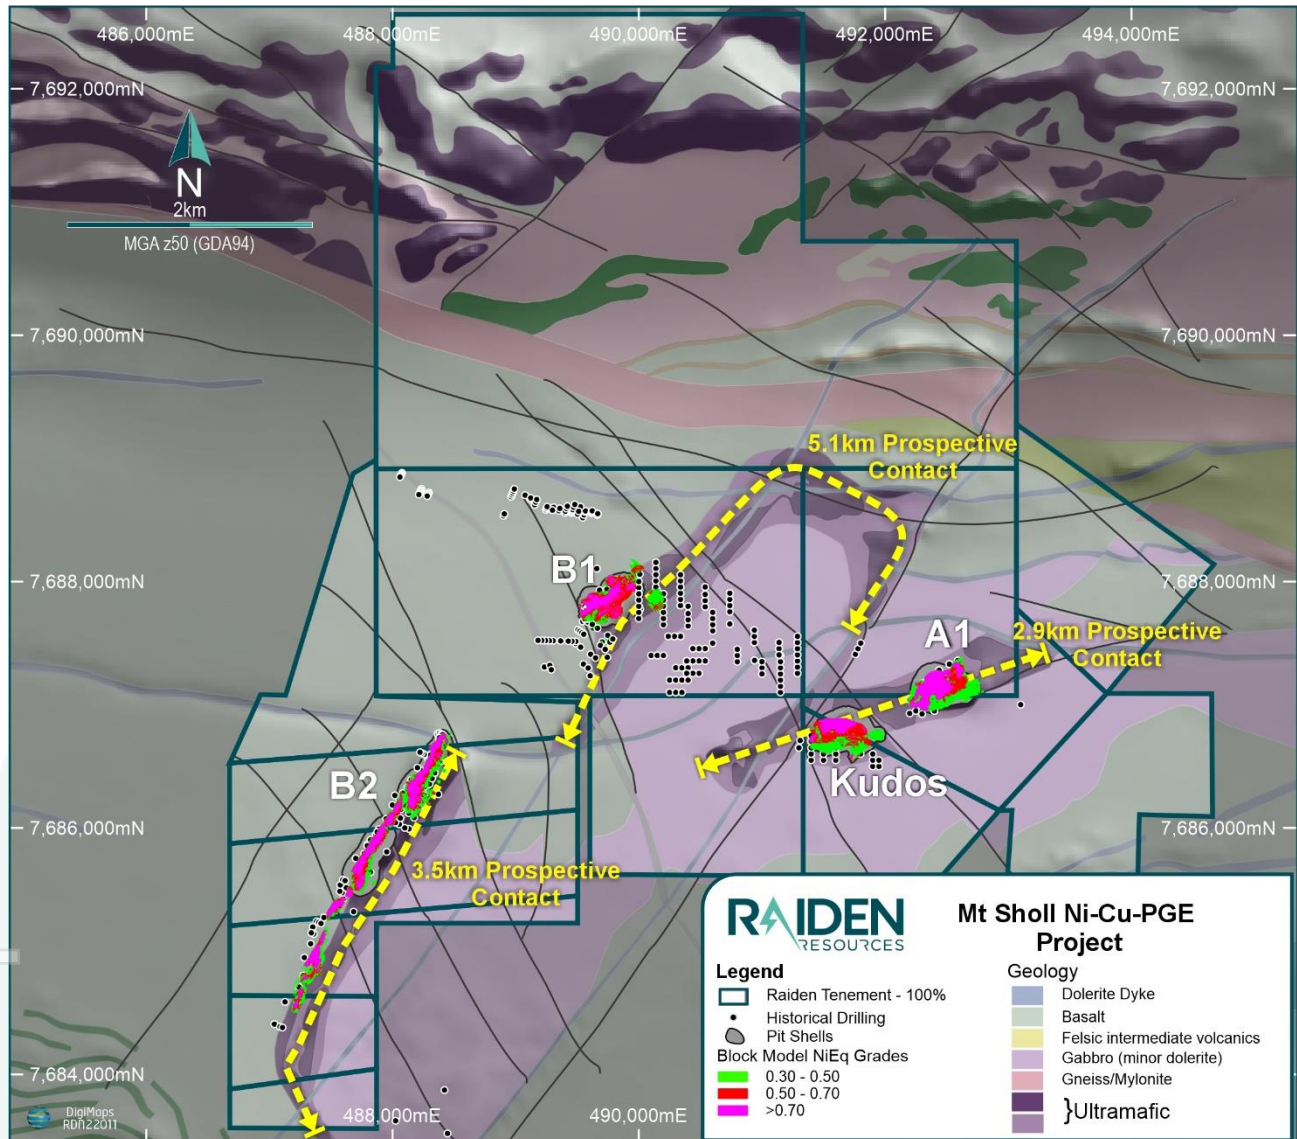 486,000mE
488,000mE
490,000mE
492,000mE
494,000mE
7,692,000mN
7,692,000mN
N
2km
MGA z50 (GDA94)
7,690,000mN
7,690,000mN
5.1km Prospective
Contact
7,688,000mN
B1
7,688,000mN
A1
2.9km Prospective
Contact
B2
Kudos
7,686,000mN
7,686,000mN
3.5km Prospective
Contact
7,684,000mN
488,000mE
490,000mE
DigiMaps
RDN22011
RAIDEN
RESOURCES
Mt Sholl Ni-Cu-PGE
Project
Legend
Raiden Tenement - 100%
Historical Drilling
Pit Shells
Block Model NiEq Grades
0.30 - 0.50
0.50 - 0.70
>0.70
Geology
Dolerite Dyke
Basalt
Felsic intermediate volcanics
Gabbro (minor dolerite)
Gneiss/Mylonite
}Ultramafic